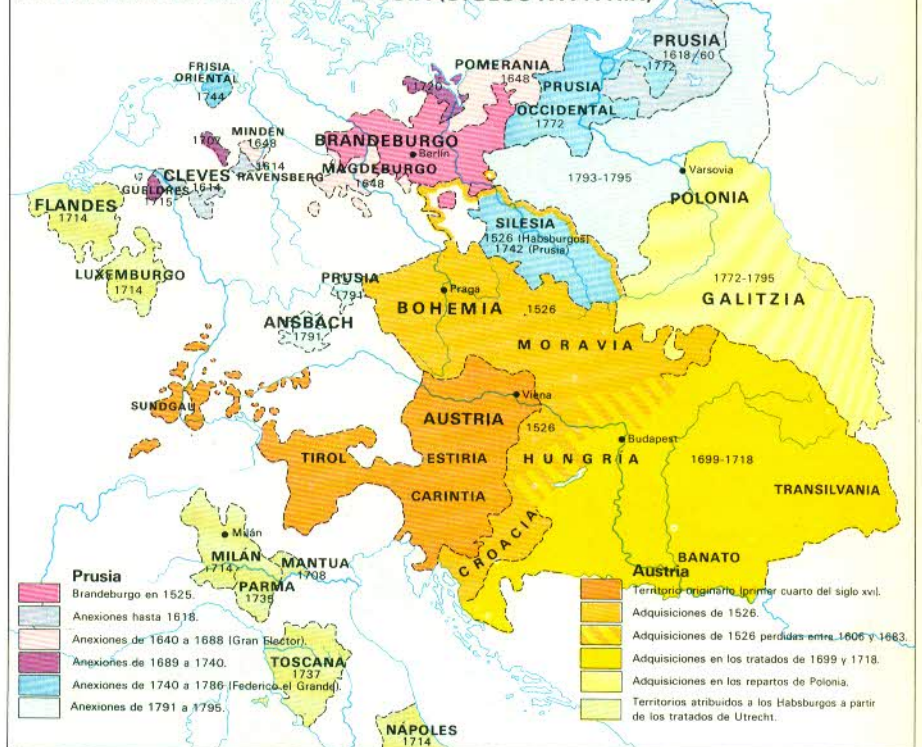 FRISIA
ORIENTAL
1744
POMERANIA
1648
PRUSIA
1618/60
1772
PRUSIA
OCCIDENTAL
1772
1720
1707
MINDEN
1648
1614
RAVENSBERG
BRANDEBURGO
Berlín
MAGDEBURGO
1648
CLEVES
1614
GUELDRES
1715
1793-1795
Varsovia
POLONIA
FLANDES
1714
SILESIA
1526 (Habsburgos)
1742 (Prusia)
LUXEMBURGO
1714
PRUSIA
1791
ANSBACH
1791
Praga
BOHEMIA
1526
1772-1795
GALITZIA
MORAVIA
SUNDGAU
Viena
AUSTRIA
1526
Budapest
TIROL
ESTIRIA
HUNGRIA
1699-1718
CARINTIA
TRANSILVANIA
CROACIA
Milán
MILÁN
1714
MANTUA
1708
PARMA
1735
BANATO
TOSCANA
1737
NÁPOLES
1714
Prusia
Brandeburgo en 1525.
Anexiones hasta 1618.
Anexiones de 1640 a 1688 (Gran Elector).
Anexiones de 1689 a 1740.
Anexiones de 1740 a 1786 (Federico el Grande).
Anexiones de 1791 a 1795.
Austria
Territorio originario (primer cuarto del siglo XVI).
Adquisiciones de 1526.
Adquisiciones de 1526 perdidas entre 1606 y 1683.
Adquisiciones en los tratados de 1699 y 1718.
Adquisiciones en los repartos de Polonia.
Territorios atribuidos a los Habsburgos a partir
de los tratados de Utrecht.